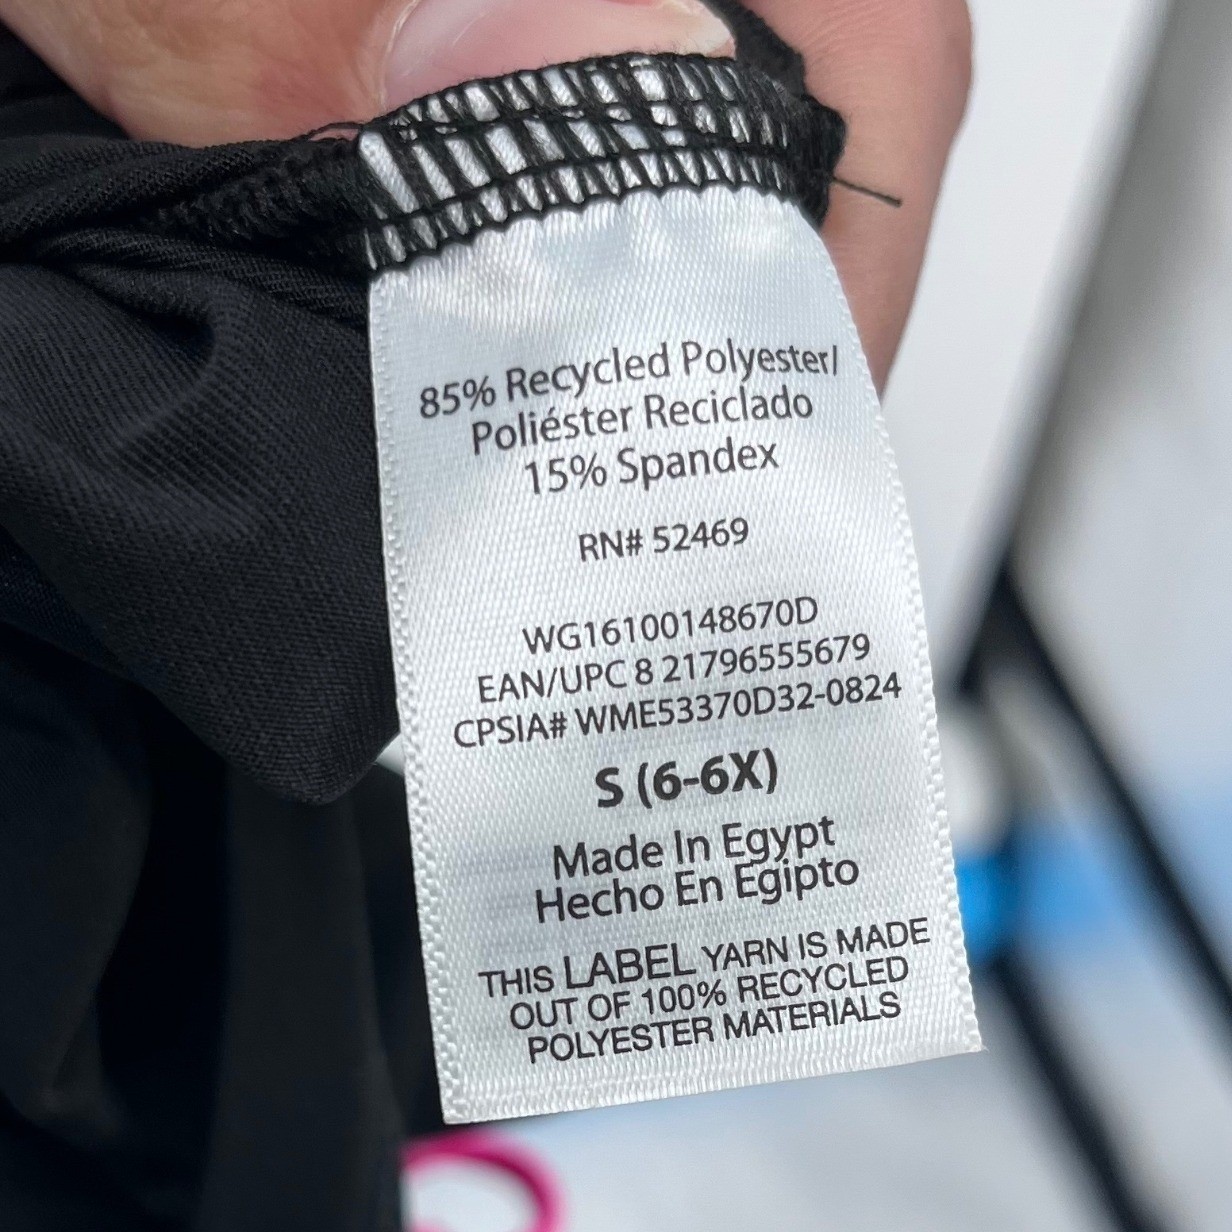 85% Recycled Polyester/
Poliéster Reciclado
15% Spandex
RN# 52469
WG16100148670D
EAN/UPC 8 21796555679
CPSIA# WME53370D32-0824
S (6-6X)
Made In Egypt
Hecho En Egipto
THIS LABEL YARN IS MADE
OUT OF 100% RECYCLED
POLYESTER MATERIALS